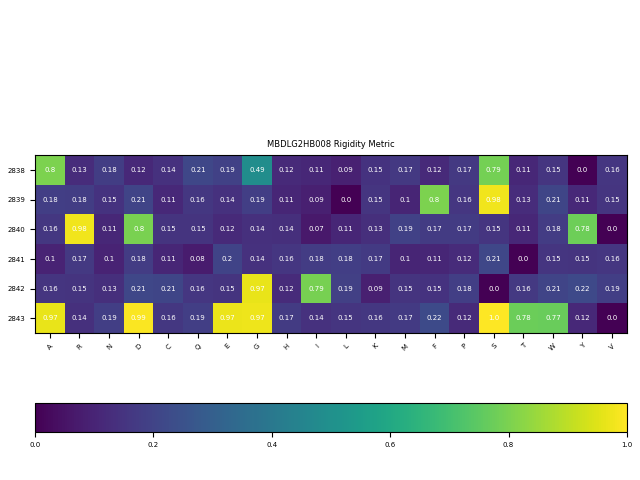 MBDLG2HB008 Rigidity Metric
2838 0.8 0.13 0.18 0.12 0.14 0.21 0.19 0.49 0.12 0.11 0.09 0.15 0.17 0.12 0.17 0.79 0.11 0.15 0.0 0.16
2839 0.18 0.18 0.15 0.21 0.11 0.16 0.14 0.19 0.11 0.09 0.0 0.15 0.1 0.8 0.16 0.98 0.13 0.21 0.11 0.15
2840 0.16 0.98 0.11 0.8 0.15 0.15 0.12 0.14 0.14 0.07 0.11 0.13 0.19 0.17 0.17 0.15 0.11 0.18 0.78 0.0
2841 0.1 0.17 0.1 0.18 0.11 0.08 0.2 0.14 0.16 0.18 0.18 0.17 0.1 0.11 0.12 0.21 0.0 0.15 0.15 0.16
2842 0.16 0.15 0.13 0.21 0.21 0.16 0.15 0.97 0.12 0.79 0.19 0.09 0.15 0.15 0.18 0.0 0.16 0.21 0.22 0.19
2843 0.97 0.14 0.19 0.99 0.16 0.19 0.97 0.97 0.17 0.14 0.15 0.16 0.17 0.22 0.12 1.0 0.78 0.77 0.12 0.0
A R N D C Q E G H I L K M F P S T W Y V
0.0 0.2 0.4 0.6 0.8 1.0